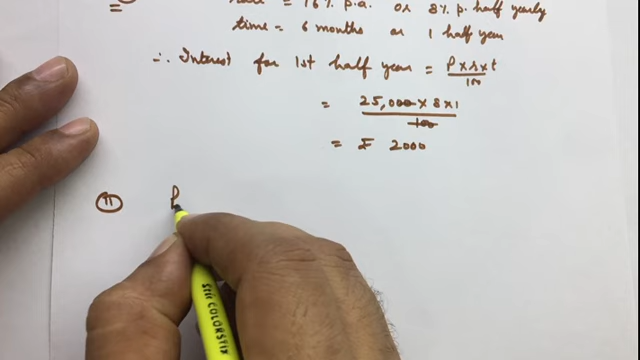 = rate = 16% p.a. or 8% p. half yearly
time = 6 months or 1 half year
∴ Interest for 1st half year = P x r x t / 100
= 25,000 x 8 x 1 / 100
= ₹ 2000
(ii) P